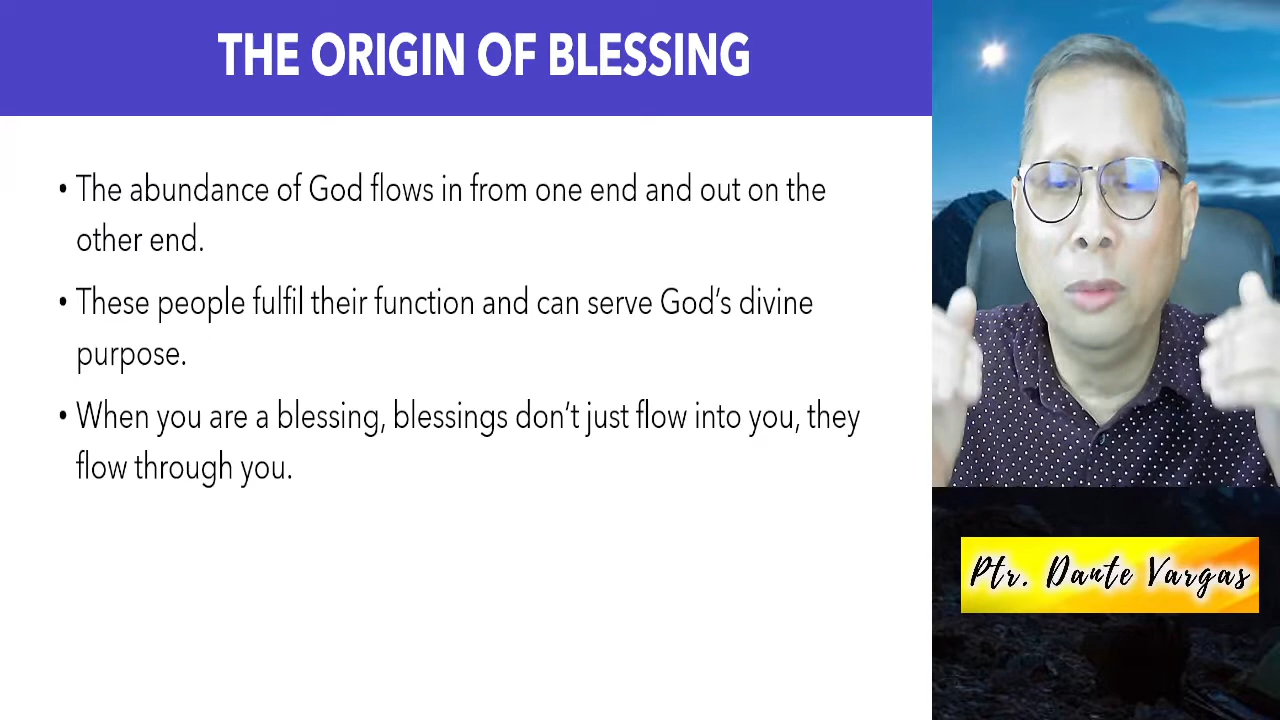 THE ORIGIN OF BLESSING
• The abundance of God flows in from one end and out on the
other end.
• These people fulfil their function and can serve God’s divine
purpose.
• When you are a blessing, blessings don’t just flow into you, they
flow through you.
Ptr. Dante Vargas